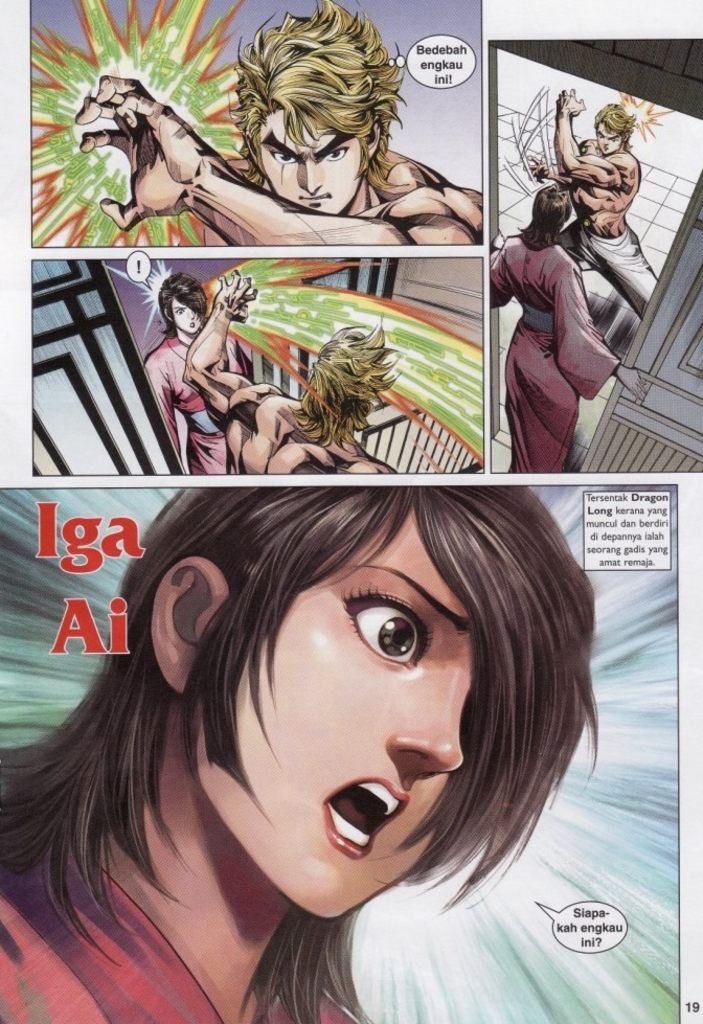 Bedebah
engkau
ini!
!
Iga
Ai
Tersentak Dragon
Long kerana yang
muncul dan berdiri
di depannya ialah
seorang gadis yang
amat remaja.
Siapa-
kah engkau
ini?
19